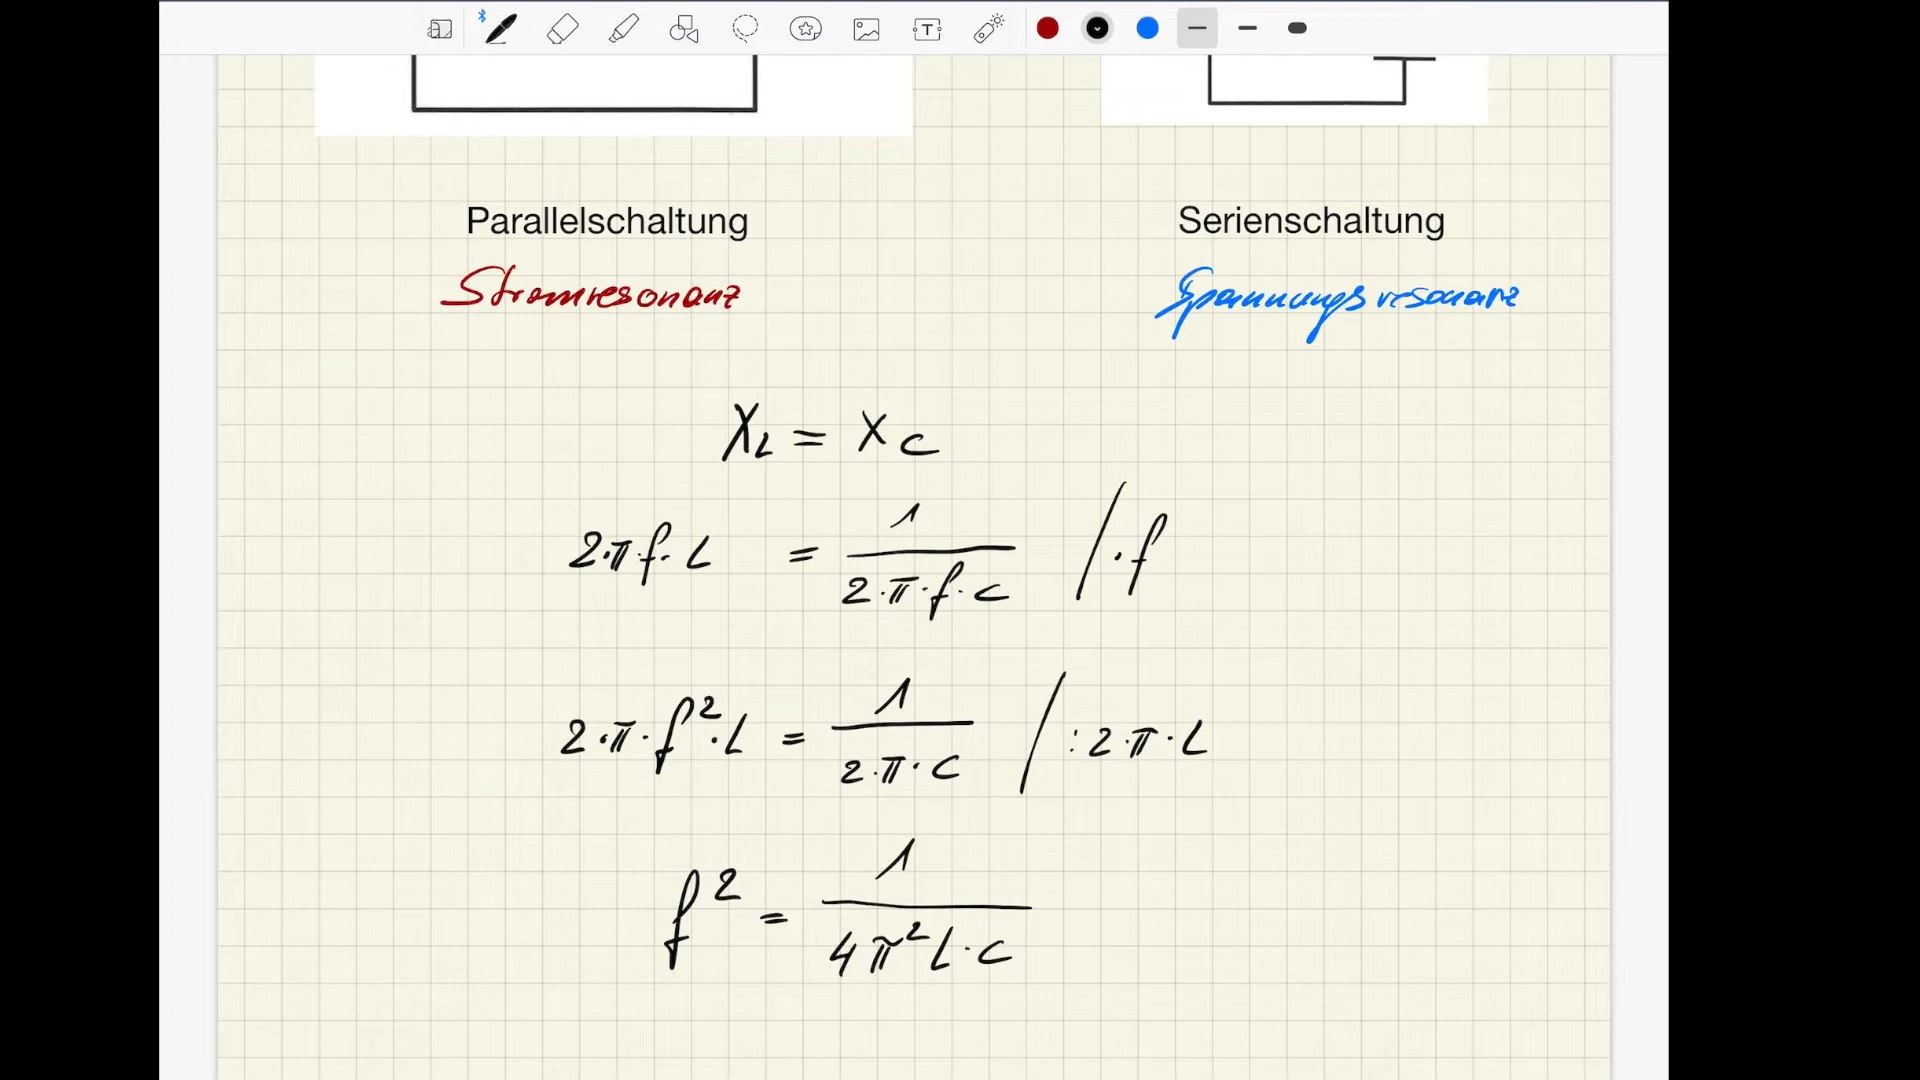 Parallelschaltung
Serienschaltung
Stromresonanz
Spannungsresonanz
X_L = X_C
2·π·f·L = 1/(2·π·f·C) /·f
2·π·f²·L = 1/(2·π·C) / :2·π·L
f² = 1/(4π²L·C)